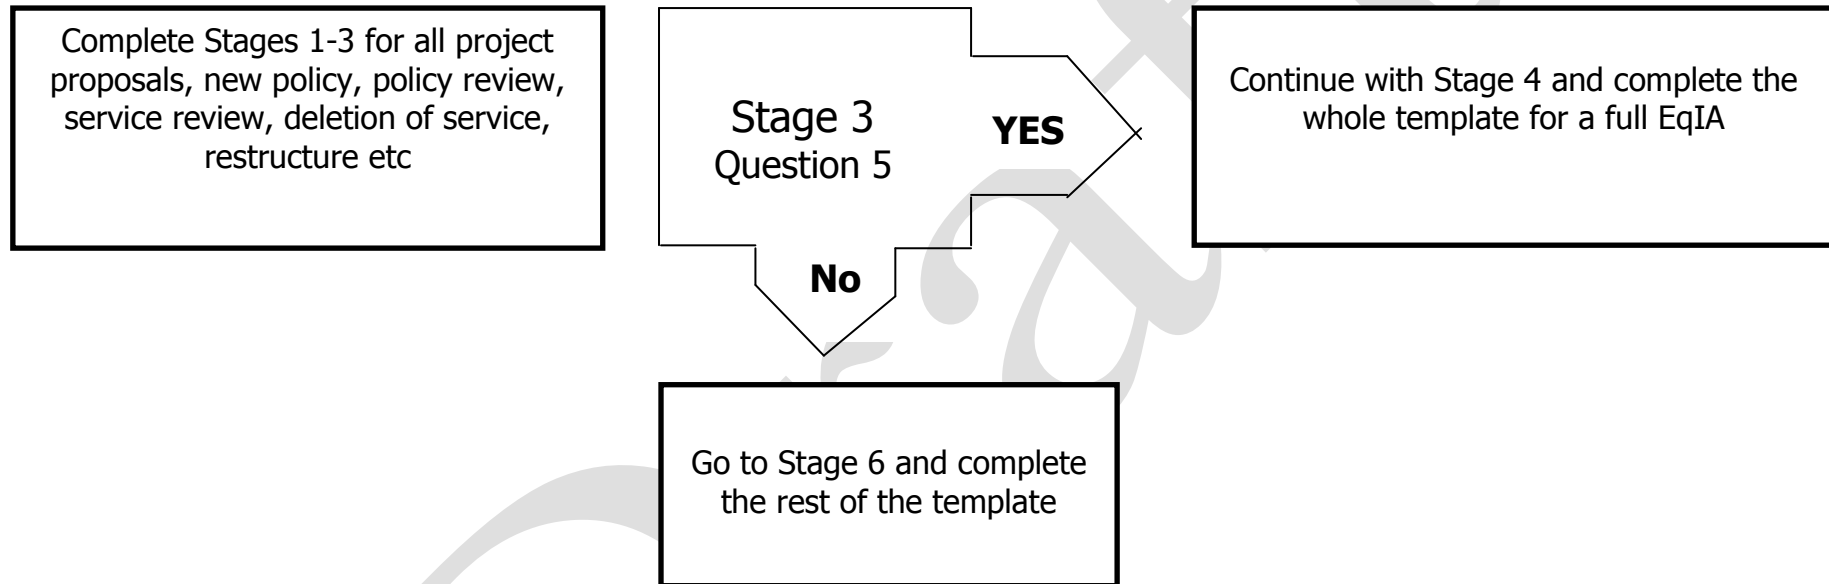 Complete Stages 1-3 for all project
proposals, new policy, policy review,
service review, deletion of service,
restructure etc
Stage 3
Question 5
YES
No
Continue with Stage 4 and complete the
whole template for a full EqIA
Go to Stage 6 and complete
the rest of the template